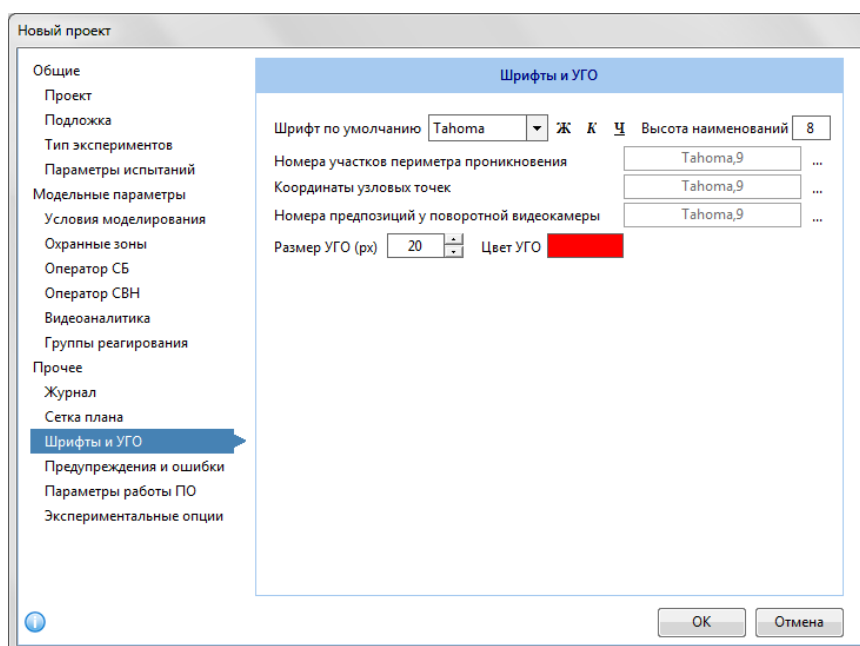 Новый проект
Общие
Проект
Подложка
Тип экспериментов
Параметры испытаний
Модельные параметры
Условия моделирования
Охранные зоны
Оператор СБ
Оператор СВН
Видеоаналитика
Группы реагирования
Прочее
Журнал
Сетка плана
Шрифты и УГО
Предупреждения и ошибки
Параметры работы ПО
Экспериментальные опции
Шрифты и УГО
Шрифт по умолчанию Tahoma Ж К Ч Высота наименований 8
Номера участков периметра проникновения Tahoma,9 ...
Координаты узловых точек Tahoma,9 ...
Номера предпозиций у поворотной видеокамеры Tahoma,9 ...
Размер УГО (px) 20 Цвет УГО
i
OK Отмена